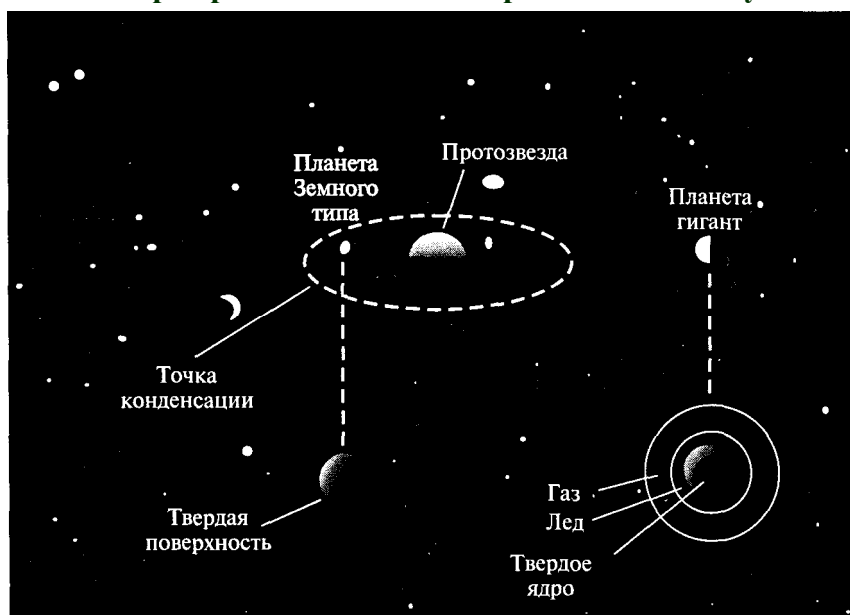 Протозвезда
Планета
Земного
типа
Планета
гигант
Точка
конденсации
Твердая
поверхность
Газ
Лед
Твердое
ядро